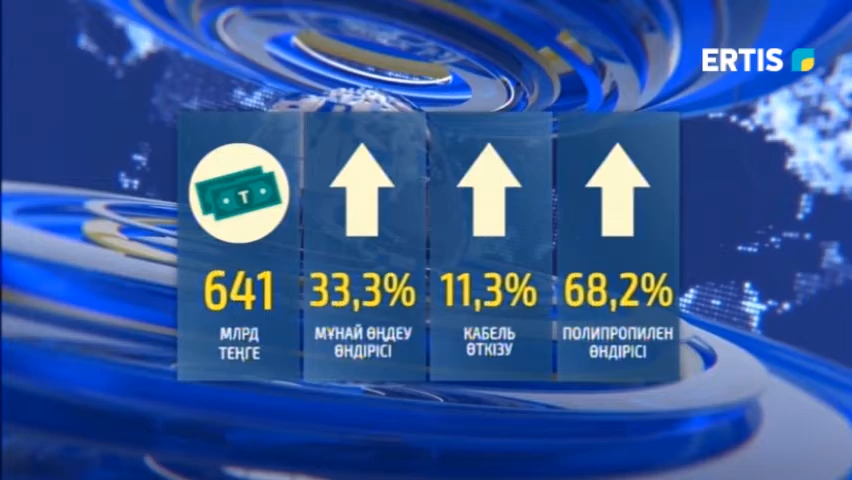 ERTIS
T
641
МЛРД
ТЕҢГЕ
33,3%
МҰНАЙ ӨҢДЕУ
ӨНДІРІСІ
11,3%
КАБЕЛЬ
ӨТКІЗУ
68,2%
ПОЛИПРОПИЛЕН
ӨНДІРІСІ